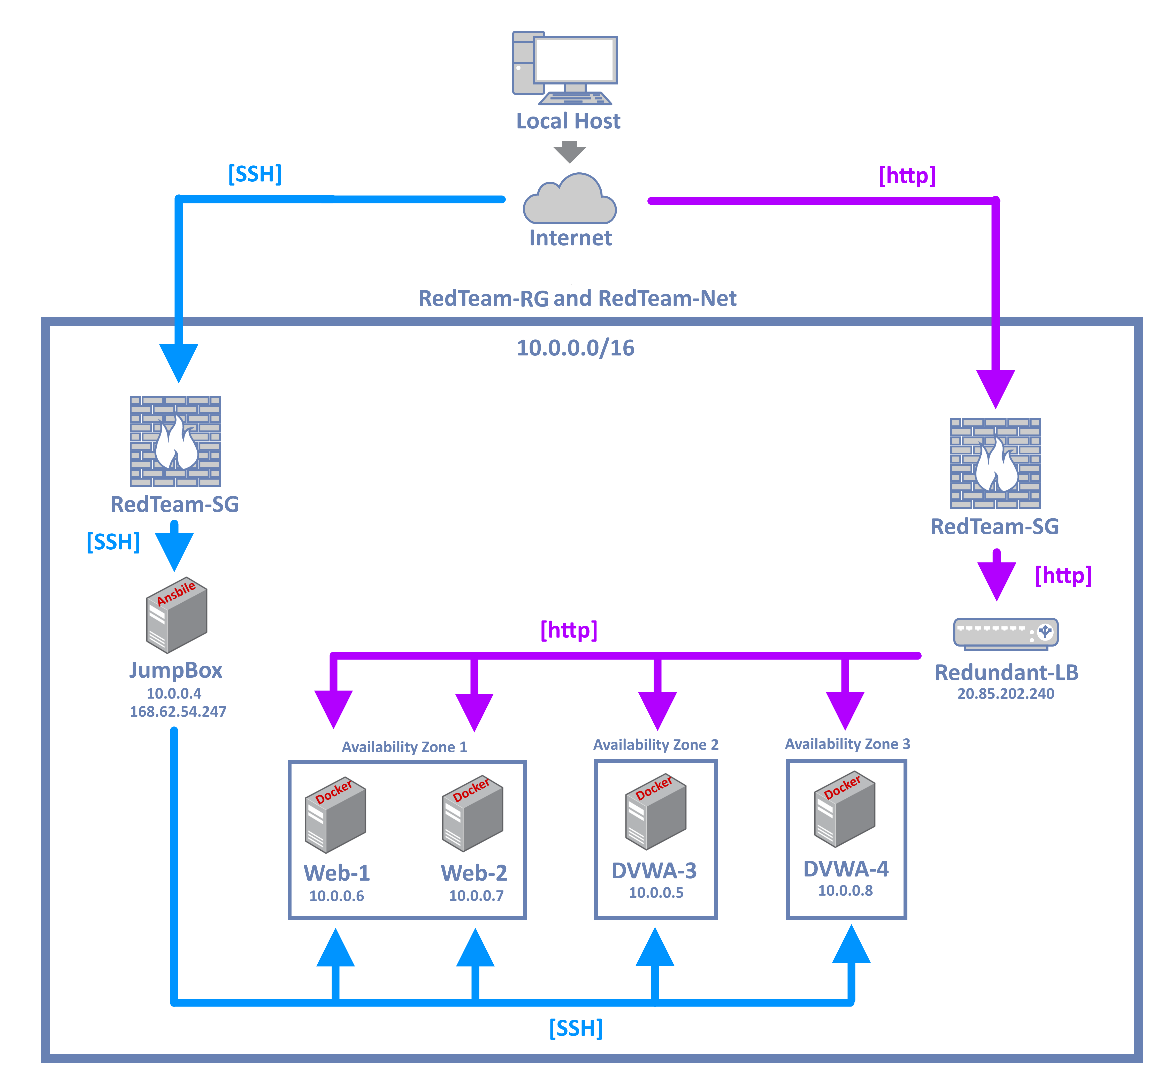 Local Host
[SSH]
[http]
Internet
RedTeam-RG and RedTeam-Net
10.0.0.0/16
RedTeam-SG
RedTeam-SG
[SSH]
[http]
Ansbile
JumpBox
10.0.0.4
168.62.54.247
[http]
Redundant-LB
20.85.202.240
Availability Zone 1
Availability Zone 2
Availability Zone 3
Docker
Docker
Docker
Docker
Web-1
10.0.0.6
Web-2
10.0.0.7
DVWA-3
10.0.0.5
DVWA-4
10.0.0.8
[SSH]